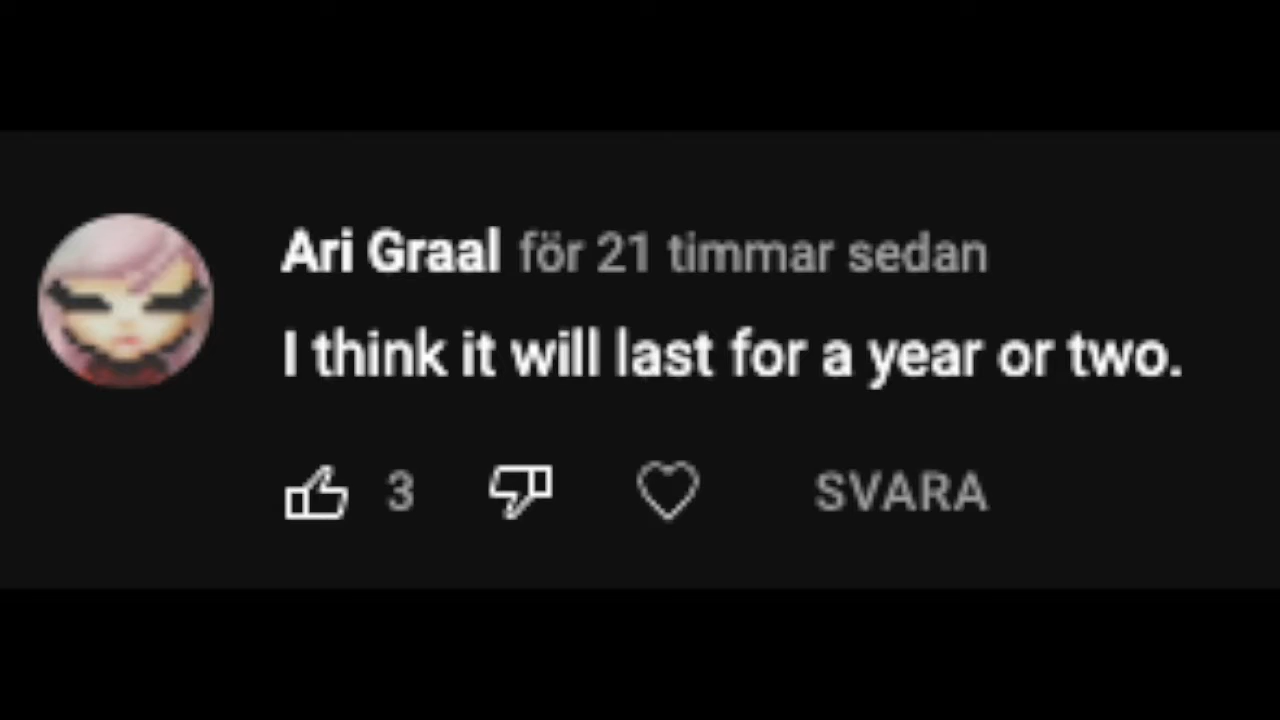 Ari Graal för 21 timmar sedan
I think it will last for a year or two.
3 SVARA